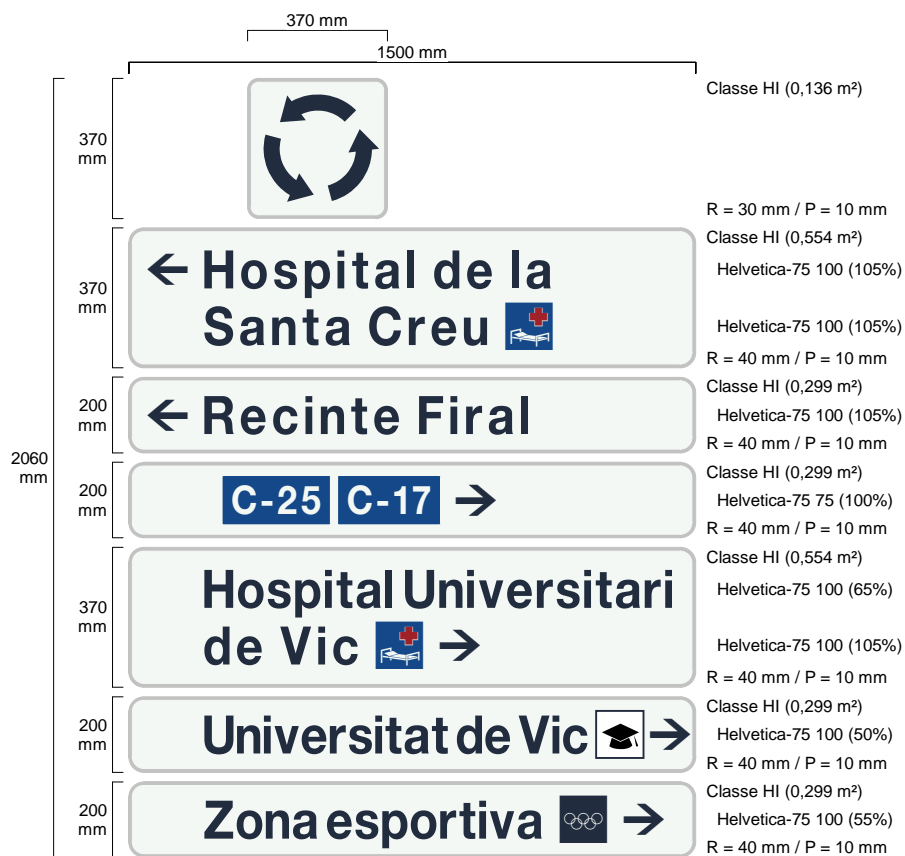 370 mm
1500 mm
Classe HI (0,136 m²)
370
mm
R = 30 mm / P = 10 mm
Classe HI (0,554 m²)
Hospital de la
Helvetica-75 100 (105%)
370
mm
Santa Creu
Helvetica-75 100 (105%)
R = 40 mm / P = 10 mm
Classe HI (0,299 m²)
200
mm
Recinte Firal
Helvetica-75 100 (105%)
R = 40 mm / P = 10 mm
2060
mm
Classe HI (0,299 m²)
200
mm
C-25 C-17
Helvetica-75 75 (100%)
R = 40 mm / P = 10 mm
Classe HI (0,554 m²)
Hospital Universitari
Helvetica-75 100 (65%)
370
mm
de Vic
Helvetica-75 100 (105%)
R = 40 mm / P = 10 mm
Classe HI (0,299 m²)
200
mm
Universitat de Vic
Helvetica-75 100 (50%)
R = 40 mm / P = 10 mm
Classe HI (0,299 m²)
200
mm
Zona esportiva
Helvetica-75 100 (55%)
R = 40 mm / P = 10 mm